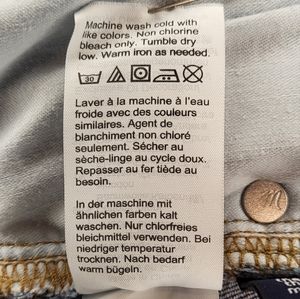 Machine wash cold with
like colors. Non chlorine
bleach only. Tumble dry
low. Warm iron as needed.
30
Laver à la machine à l'eau
froide avec des couleurs
similaires. Agent de
blanchiment non chloré
seulement. Sécher au
sèche-linge au cycle doux.
Repasser au fer tiède au
besoin.
In der maschine mit
ähnlichen farben kalt
waschen. Nur chlorfreies
bleichmittel verwenden. Bei
niedriger temperatur
trocknen. Nach bedarf
warm bügeln.